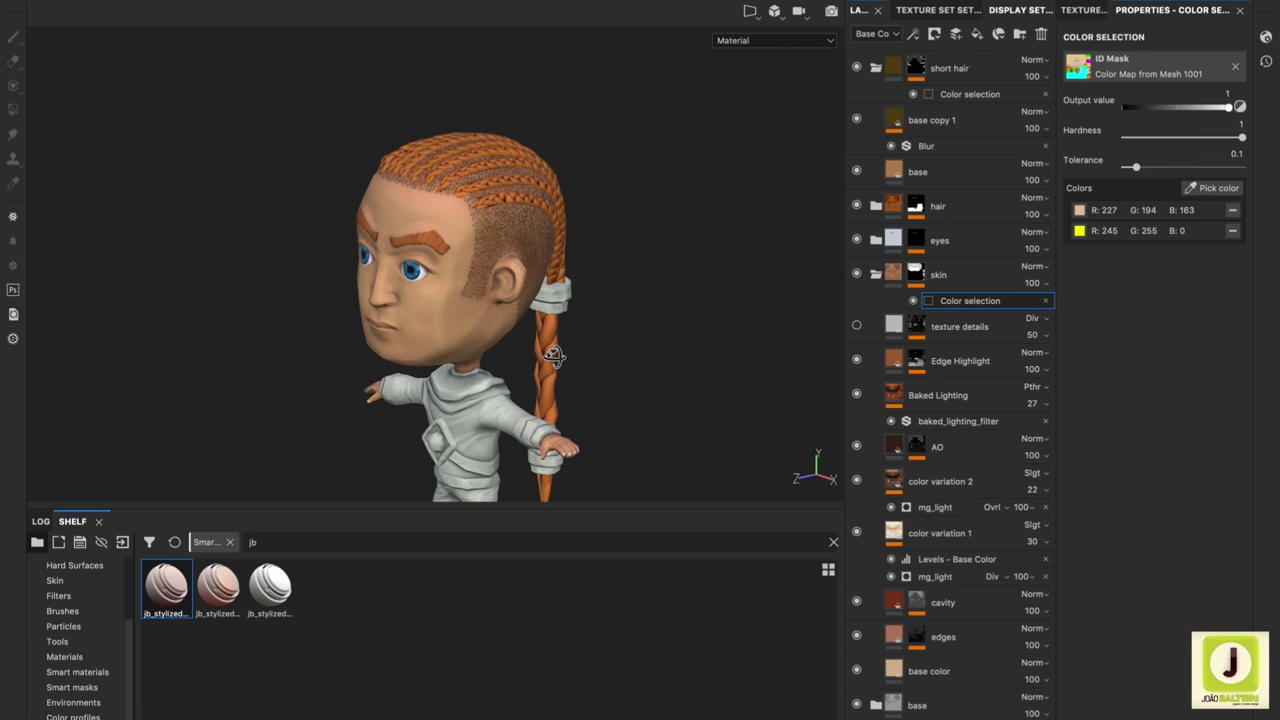 LA...
TEXTURE SET SET...
DISPLAY SET...
TEXTURE...
PROPERTIES - COLOR SE...
Base Co
Material
COLOR SELECTION
ID Mask
Color Map from Mesh 1001
Output value
1
Hardness
1
Tolerance
0.1
Colors
Pick color
R: 227 G: 194 B: 163
R: 245 G: 255 B: 0
short hair
Norm
100
Color selection
base copy 1
Norm
100
Blur
base
Norm
100
hair
Norm
100
eyes
Norm
100
skin
Norm
100
Color selection
texture details
Div
50
Edge Highlight
Norm
100
Baked Lighting
Pthr
27
baked_lighting_filter
AO
Norm
100
color variation 2
Slgt
22
mg_light Ovrl 100
color variation 1
Slgt
30
Levels - Base Color
mg_light Div 100
cavity
Norm
100
edges
Norm
100
base color
Norm
100
base
Norm
100
Y
Z
X
Ps
LOG
SHELF
Smar...
jb
Hard Surfaces
Skin
Filters
Brushes
Particles
Tools
Materials
Smart materials
Smart masks
Environments
Color profiles
jb_stylized...
jb_stylized...
jb_stylized...
J
JOÃO BALTIERI